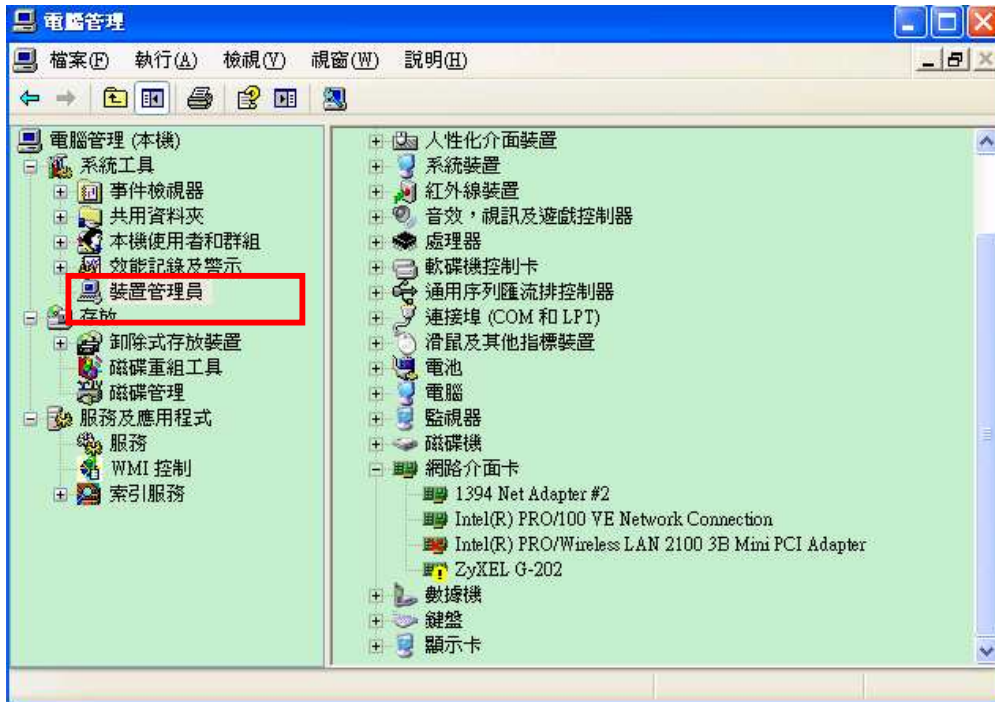 電腦管理
檔案(F) 執行(A) 檢視(V) 視窗(W) 説明(H)
電腦管理 (本機)
系統工具
事件檢視器
共用資料夾
本機使用者和群組
效能記錄及警示
裝置管理員
存放
卸除式存放裝置
磁碟重組工具
磁碟管理
服務及應用程式
服務
WMI 控制
索引服務
人性化介面裝置
系統裝置
紅外線裝置
音效，視訊及遊戲控制器
處理器
軟碟機控制卡
通用序列匯流排控制器
連接埠 (COM 和 LPT)
滑鼠及其他指標裝置
電池
電腦
監視器
磁碟機
網路介面卡
1394 Net Adapter #2
Intel(R) PRO/100 VE Network Connection
Intel(R) PRO/Wireless LAN 2100 3B Mini PCI Adapter
ZyXEL G-202
數據機
鍵盤
顯示卡